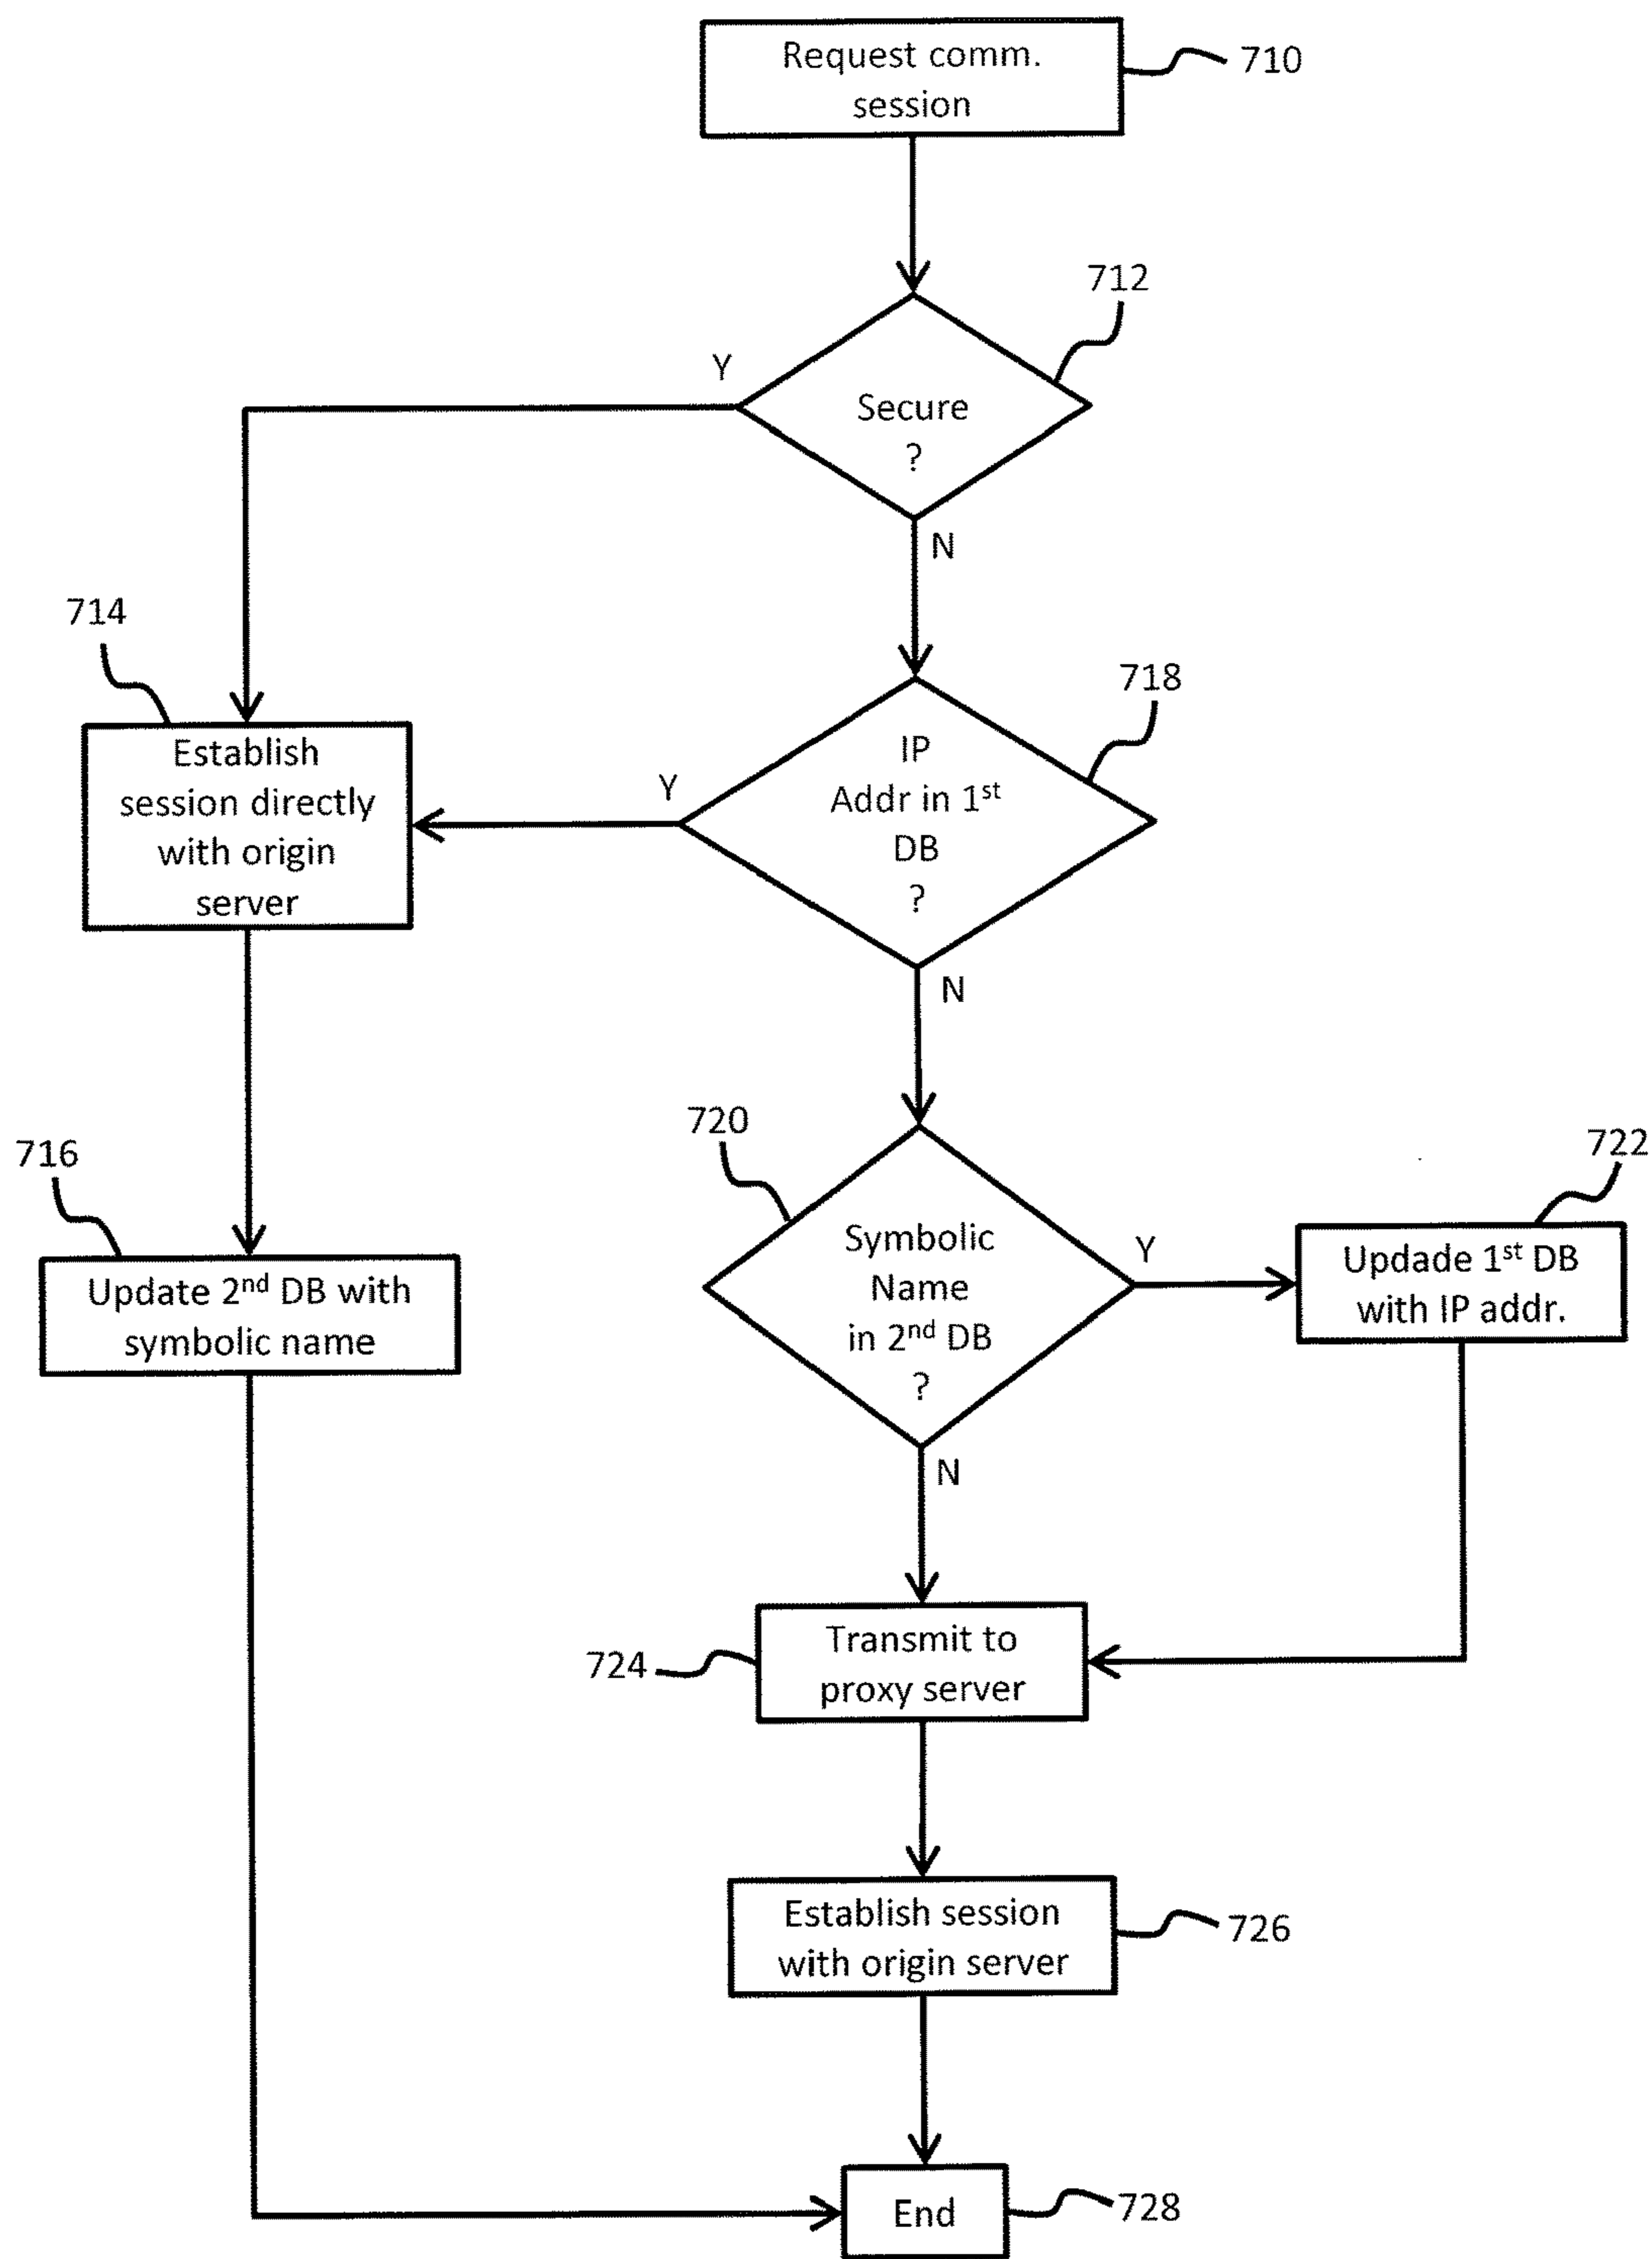 Request comm.
session
710
712
Y
Secure
?
N
714
718
Establish
session directly
with origin
server
Y
IP
Addr in 1st
DB
?
N
716
720
722
Update 2nd DB with
symbolic name
Symbolic
Name
in 2nd DB
?
Y
Updade 1st DB
with IP addr.
N
724
Transmit to
proxy server
Establish session
with origin server
726
End
728